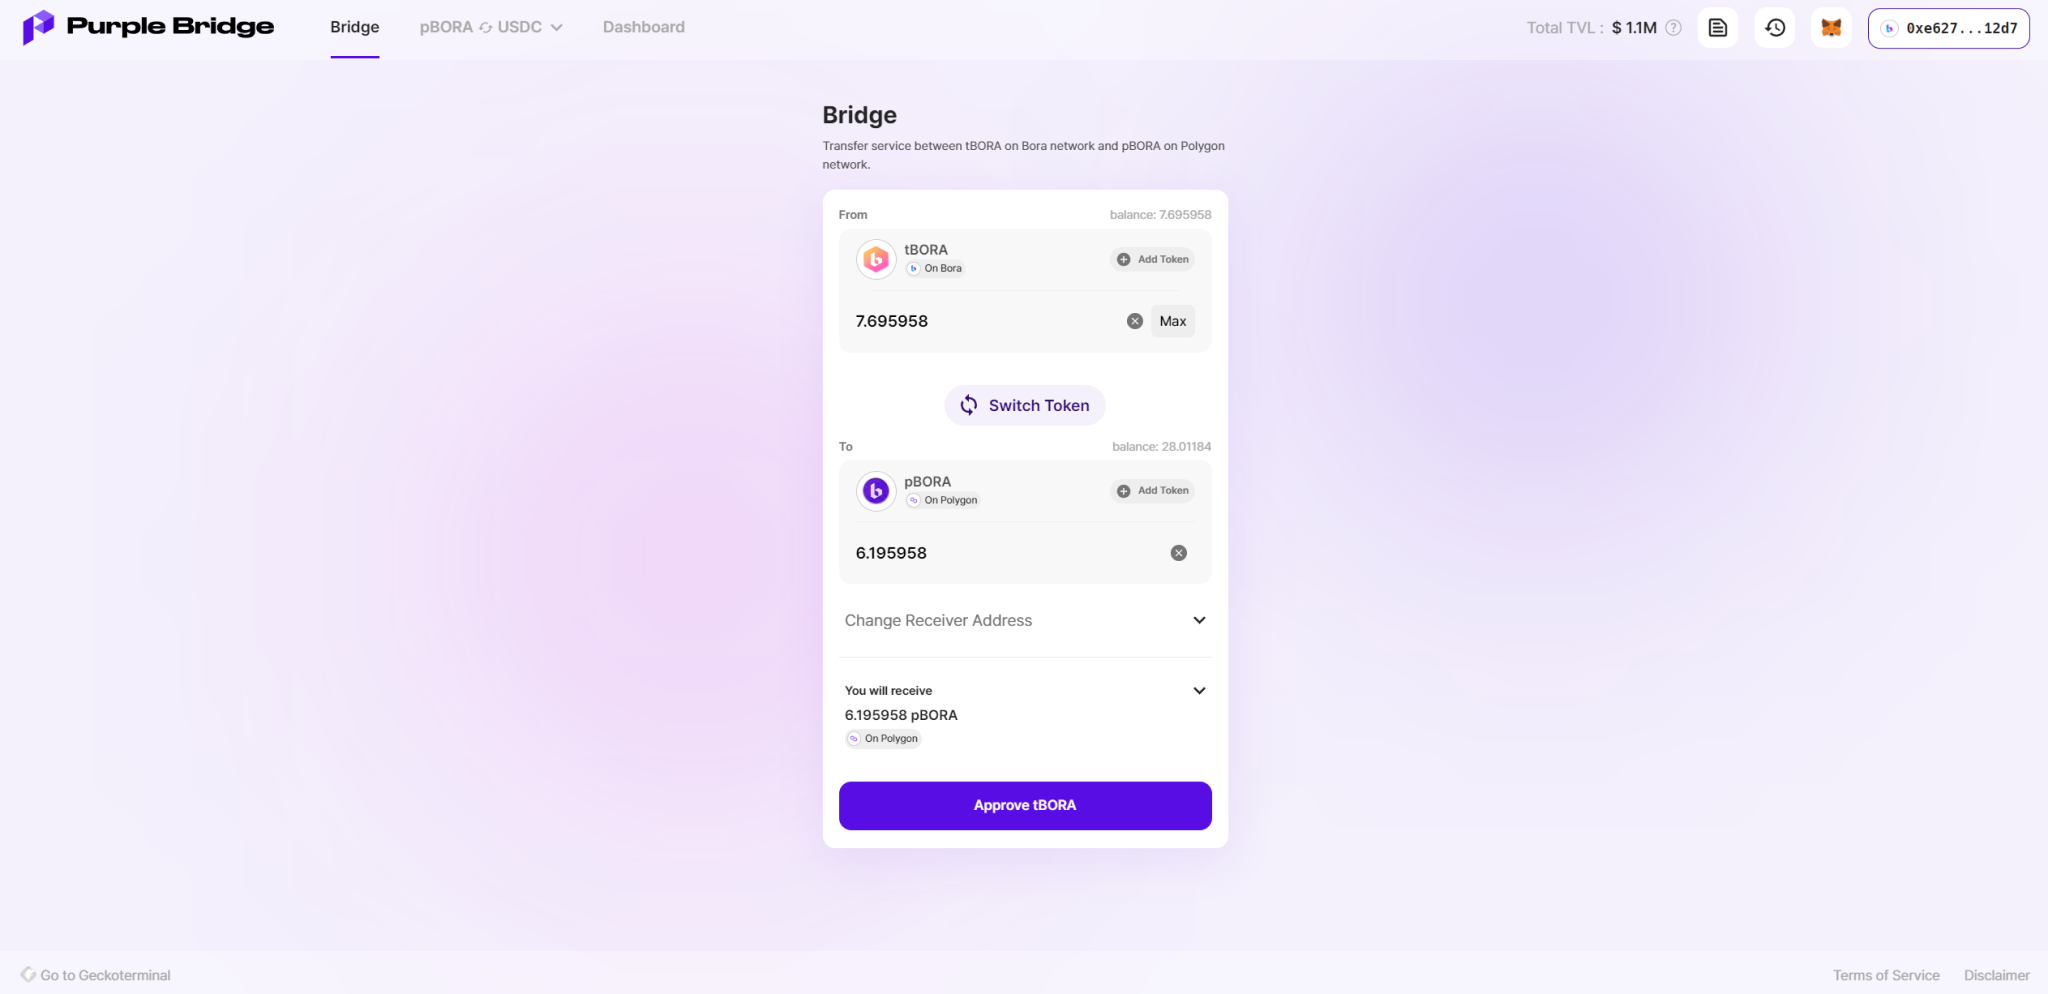 Purple Bridge
Bridge
pBORA USDC
Dashboard
Total TVL : $ 1.1M ?
0xe627...12d7
Bridge
Transfer service between tBORA on Bora network and pBORA on Polygon
network.
From
balance: 7.695958
tBORA
On Bora
Add Token
7.695958
Max
Switch Token
To
balance: 28.01184
pBORA
On Polygon
Add Token
6.195958
Change Receiver Address
You will receive
6.195958 pBORA
On Polygon
Approve tBORA
Go to Geckoterminal
Terms of Service
Disclaimer